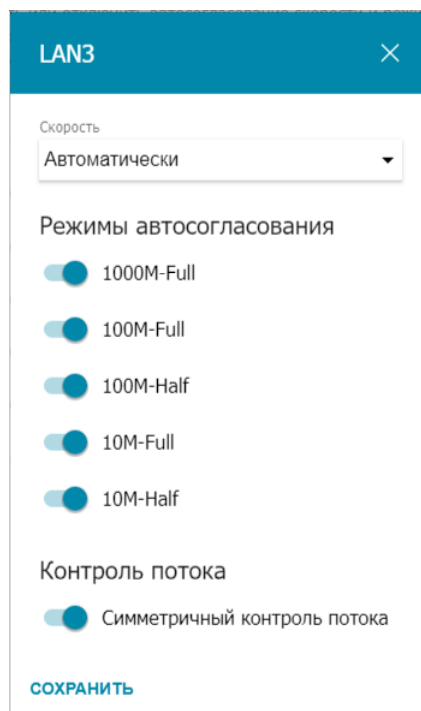 LAN3
Скорость
Автоматически
Режимы автосогласования
1000M-Full
100M-Full
100M-Half
10M-Full
10M-Half
Контроль потока
Симметричный контроль потока
СОХРАНИТЬ